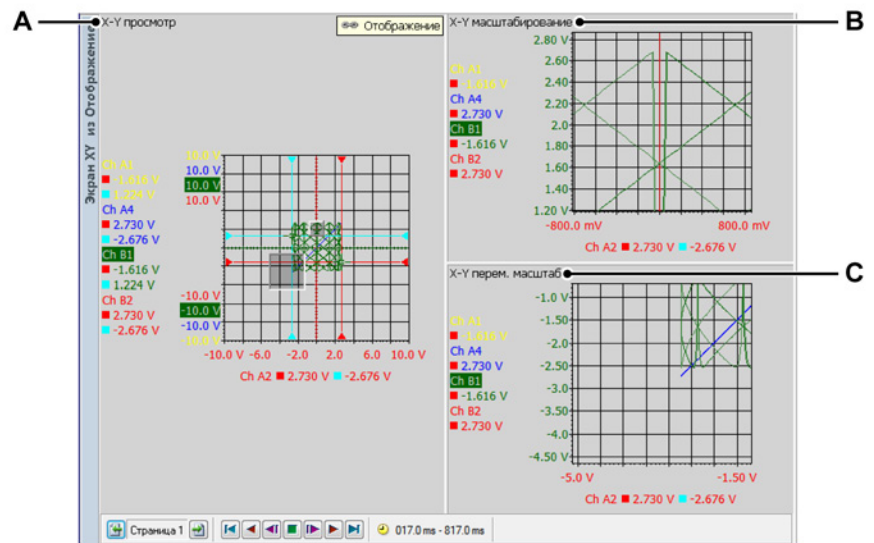 A
X-Y просмотр
Отображение
Экран XY из Отображение
Ch A1
-1.616 V
1.224 V
Ch A4
2.730 V
-2.676 V
Ch B1
-1.616 V
1.224 V
Ch B2
2.730 V
-2.676 V
10.0 V
10.0 V
10.0 V
10.0 V
-10.0 V
-10.0 V
-10.0 V
-10.0 V
-10.0 V -6.0 -2.0 2.0 6.0 10.0 V
Ch A2 2.730 V -2.676 V
Страница 1
017.0 ms - 817.0 ms
X-Y масштабирование
B
Ch A1
-1.616 V
Ch A4
2.730 V
Ch B1
-1.616 V
Ch B2
2.730 V
2.80 V
2.60
2.40
2.20
2.0
1.80
1.60
1.40
1.20 V
-800.0 mV 800.0 mV
Ch A2 2.730 V -2.676 V
X-Y перем. масштаб
C
Ch A1
-1.616 V
Ch A4
2.730 V
Ch B1
-1.616 V
Ch B2
2.730 V
-1.0 V
-1.50
-2.0
-2.50
-3.0
-3.50
-4.0
-4.50 V
-5.0 V -1.50 V
Ch A2 2.730 V -2.676 V